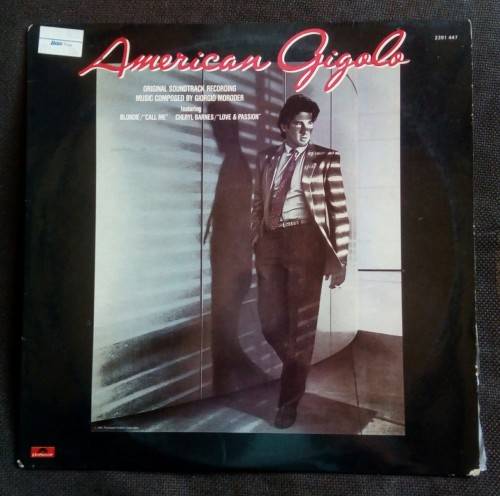 2391 447
American Gigolo
ORIGINAL SOUNDTRACK RECORDING
MUSIC COMPOSED BY GIORGIO MORODER
featuring
BLONDIE/"CALL ME" CHERYL BARNES/"LOVE & PASSION"
polydor